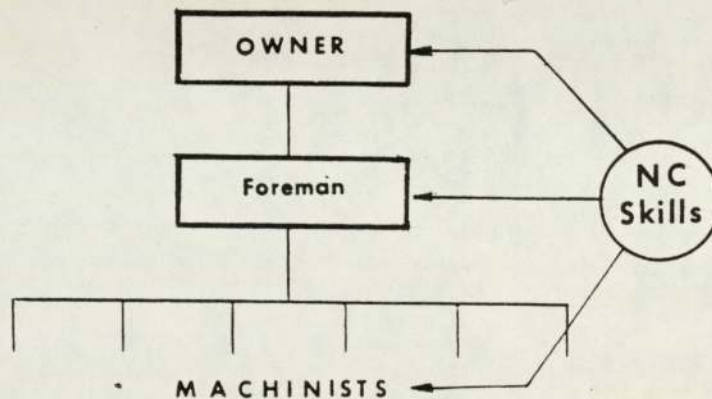 OWNER
Foreman
NC
Skills
MACHINISTS